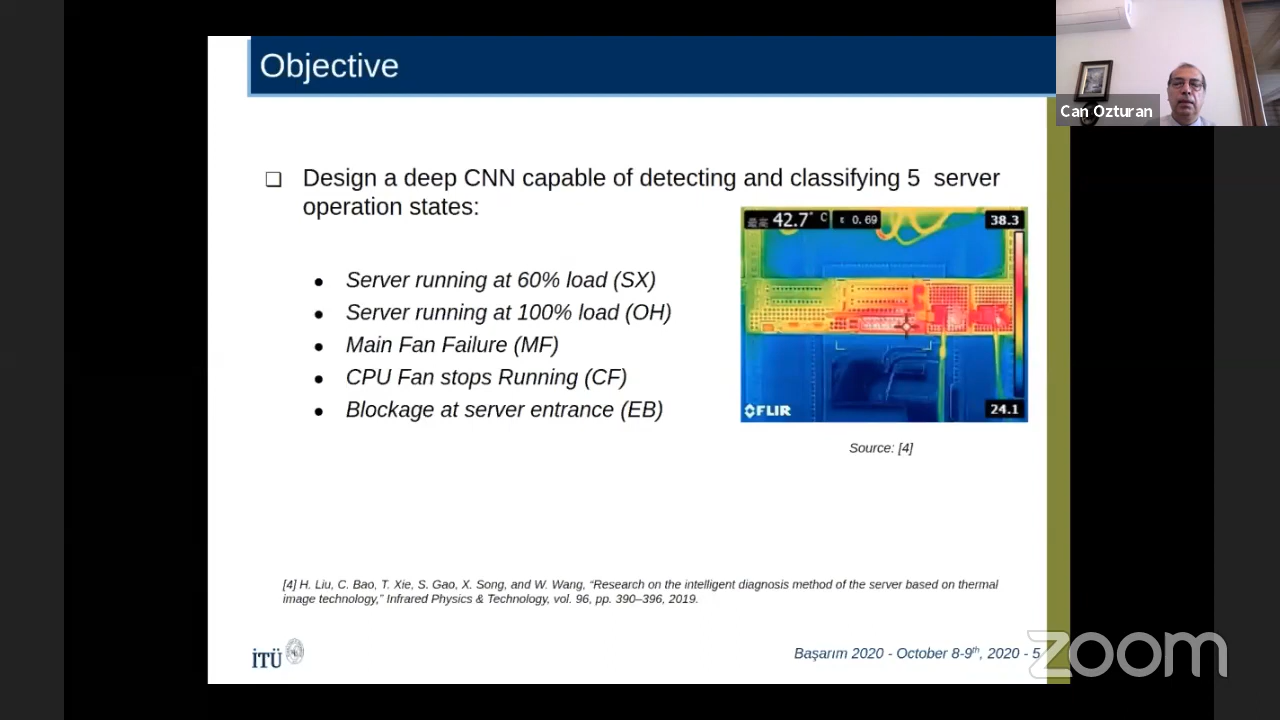 Objective
Can Ozturan
❏ Design a deep CNN capable of detecting and classifying 5 server
operation states:
42.7° C ε 0.69
38.3
● Server running at 60% load (SX)
● Server running at 100% load (OH)
● Main Fan Failure (MF)
● CPU Fan stops Running (CF)
● Blockage at server entrance (EB)
FLIR
24.1
Source: [4]
[4] H. Liu, C. Bao, T. Xie, S. Gao, X. Song, and W. Wang, “Research on the intelligent diagnosis method of the server based on thermal
image technology,” Infrared Physics & Technology, vol. 96, pp. 390–396, 2019.
İTÜ
Başarım 2020 - October 8-9th, 2020 - 5
zoom